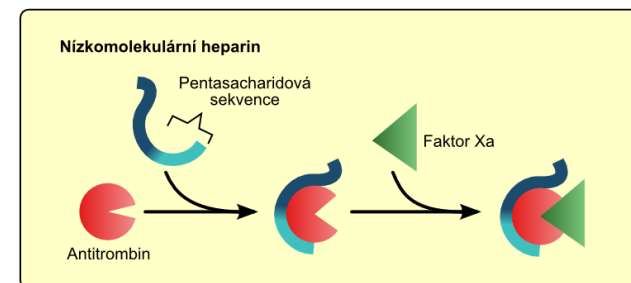 Nízkomolekulární heparin
Pentasacharidová
sekvence
Faktor Xa
Antitrombin